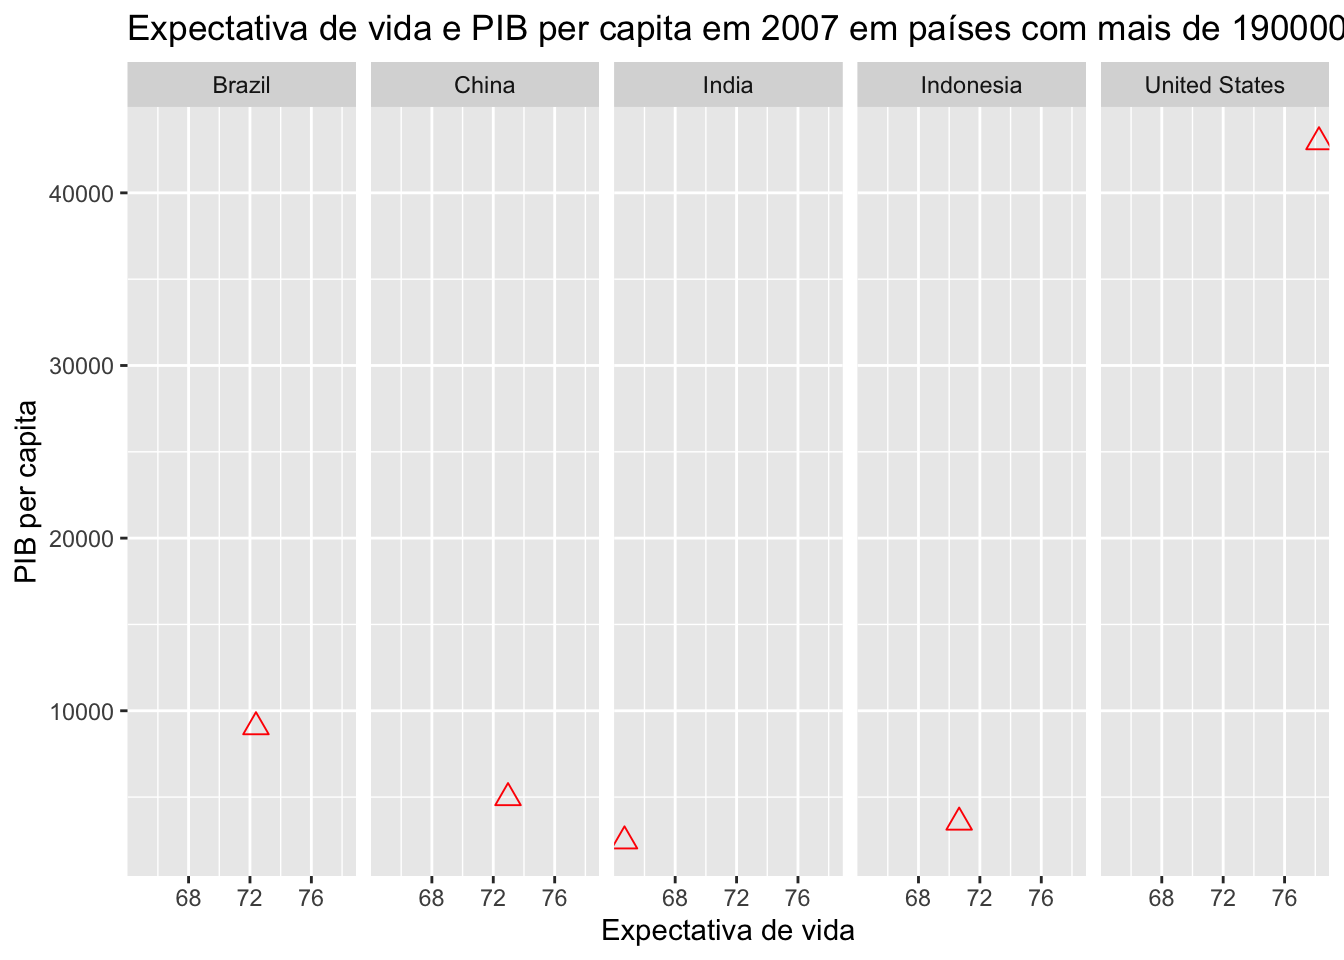 Expectativa de vida e PIB per capita em 2007 em países com mais de 190000
Brazil China India Indonesia United States
40000
30000
20000
10000
PIB per capita
68 72 76 68 72 76 68 72 76 68 72 76 68 72 76
Expectativa de vida